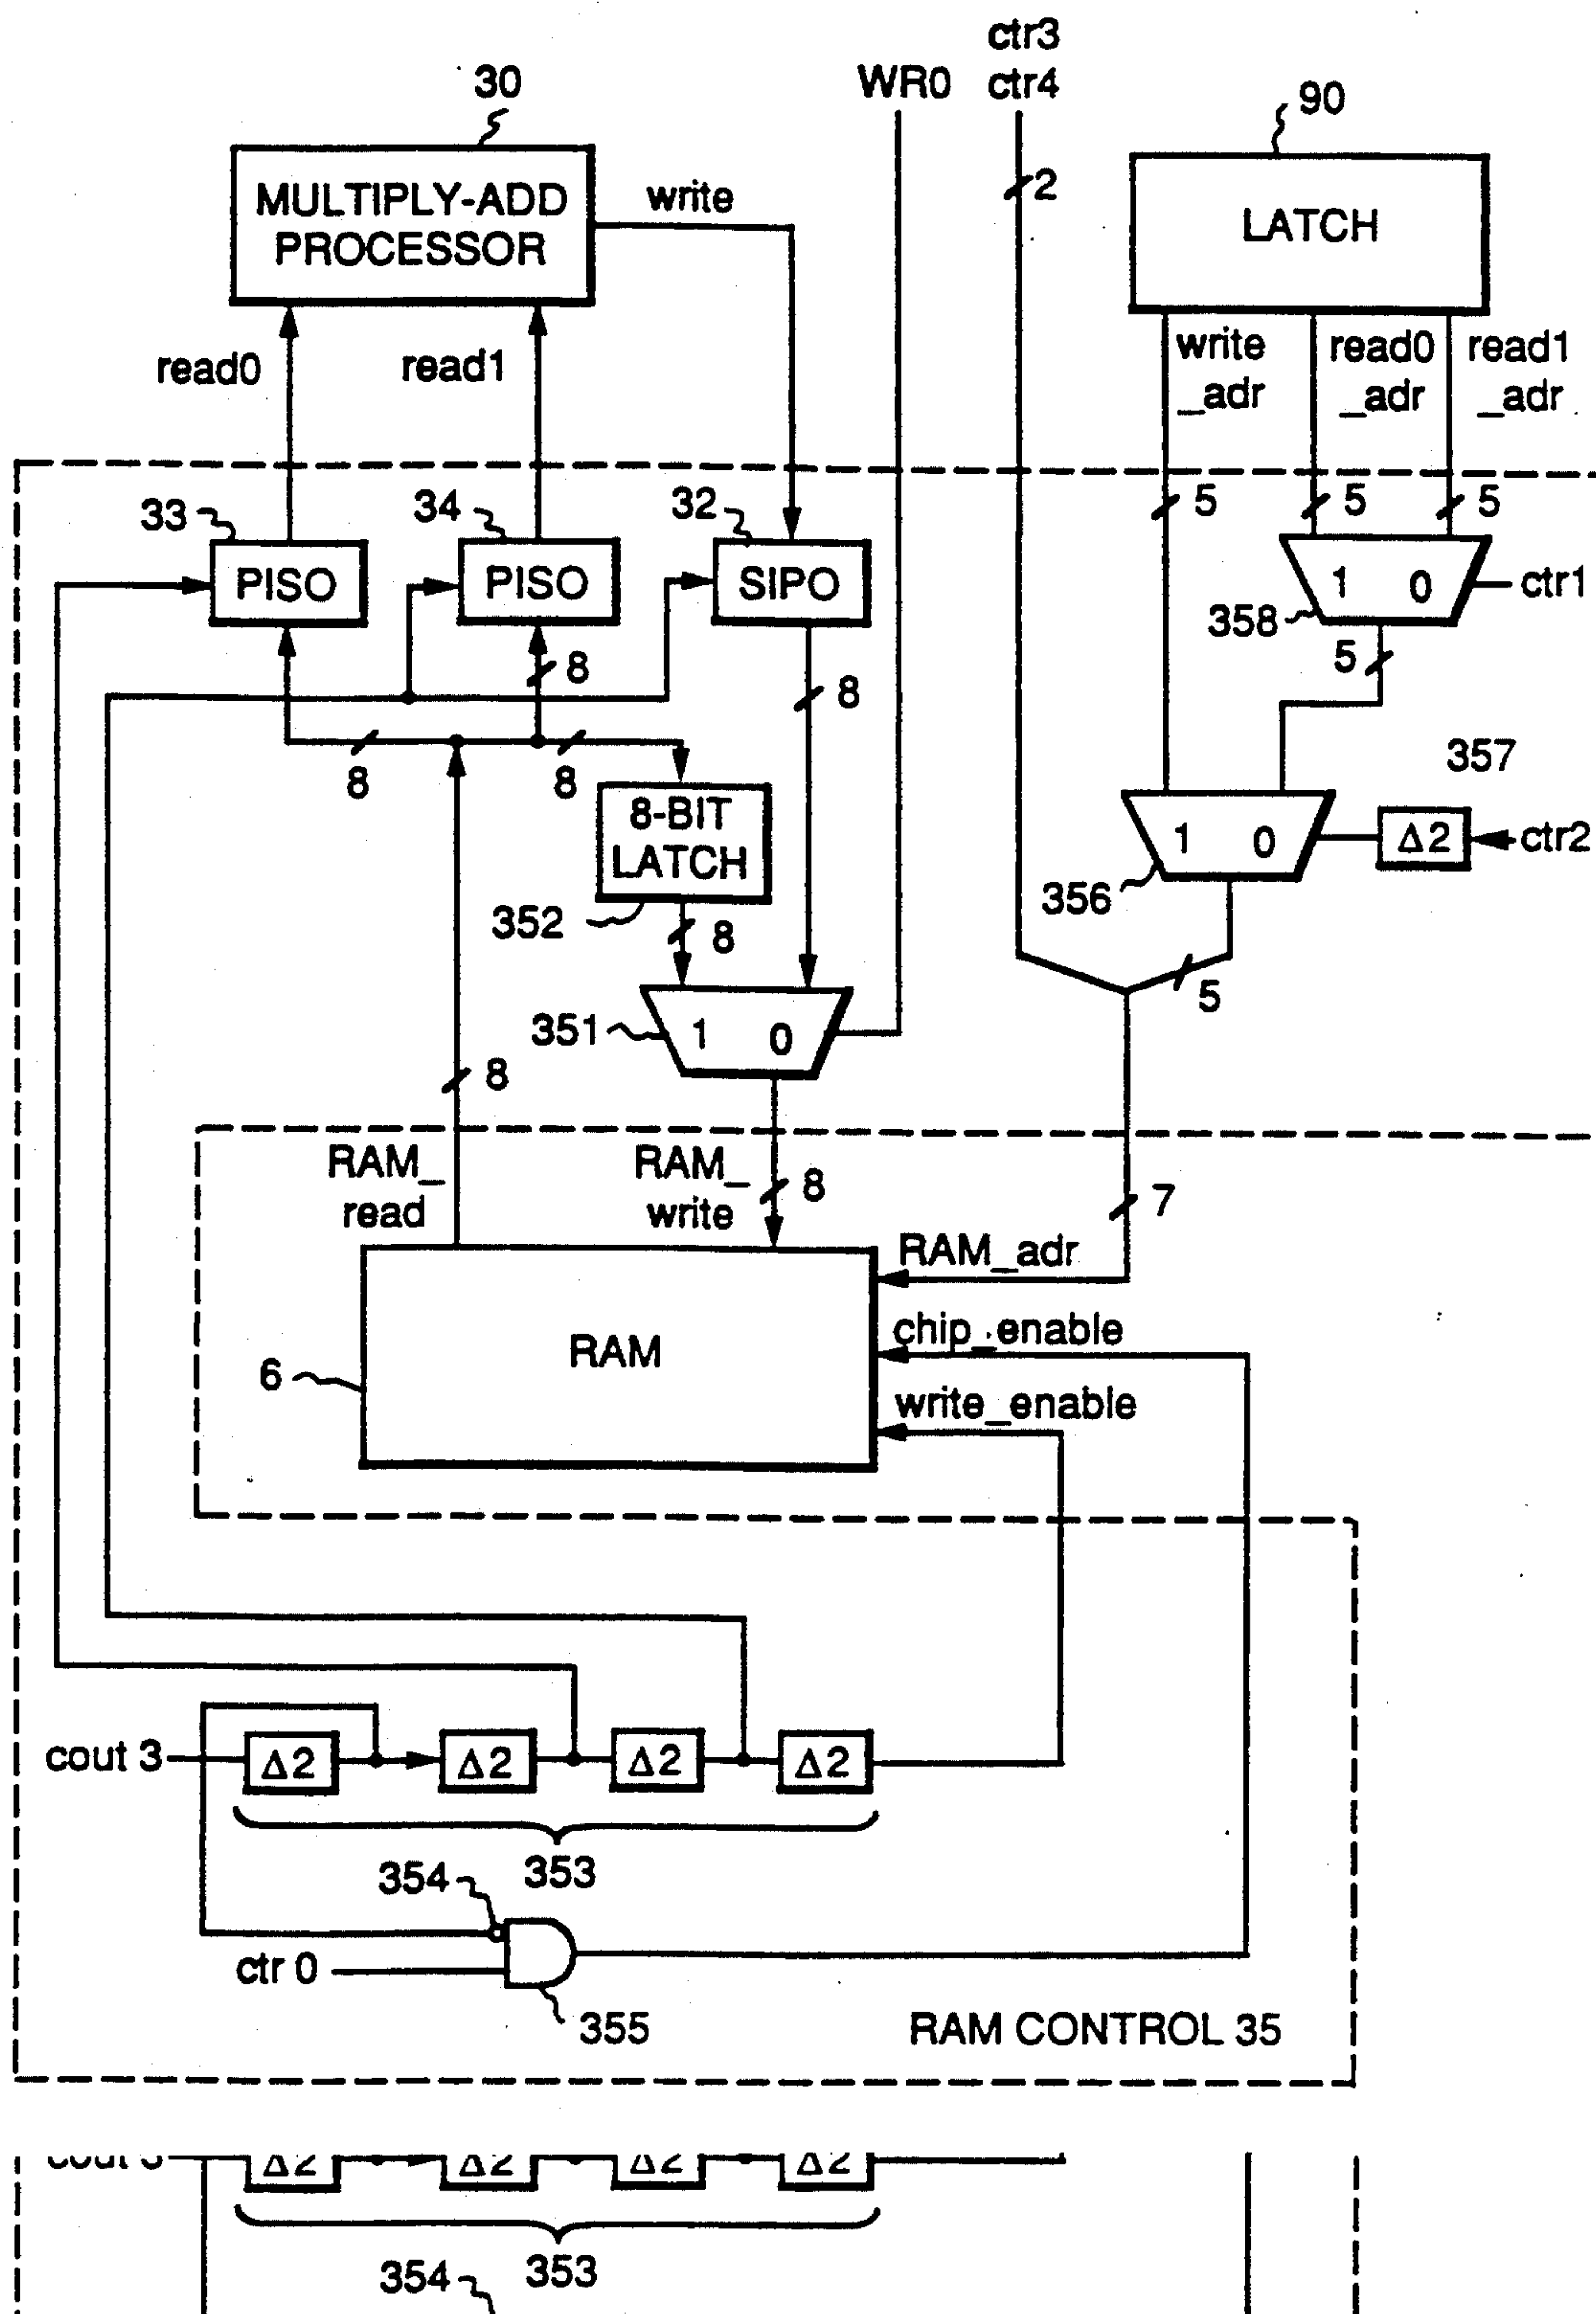 ctr3
30 WR0 ctr4 90
MULTIPLY-ADD
PROCESSOR
write
2
LATCH
read0 read1
write
_adr
read0
_adr
read1
_adr
33 34 32 5 5 5
PISO PISO SIPO 1 0 ctr1
358
8 8 5
8 8 357
8-BIT
LATCH
1 0 Δ2 ctr2
352 8 356
5
351 1 0
8
RAM_
read
RAM_
write
8 7
RAM_adr
chip_enable
RAM
6
write_enable
cout 3 Δ2 Δ2 Δ2 Δ2
353
354
ctr 0
355 RAM CONTROL 35
cout 3 Δ2 Δ2 Δ2 Δ2
353
354